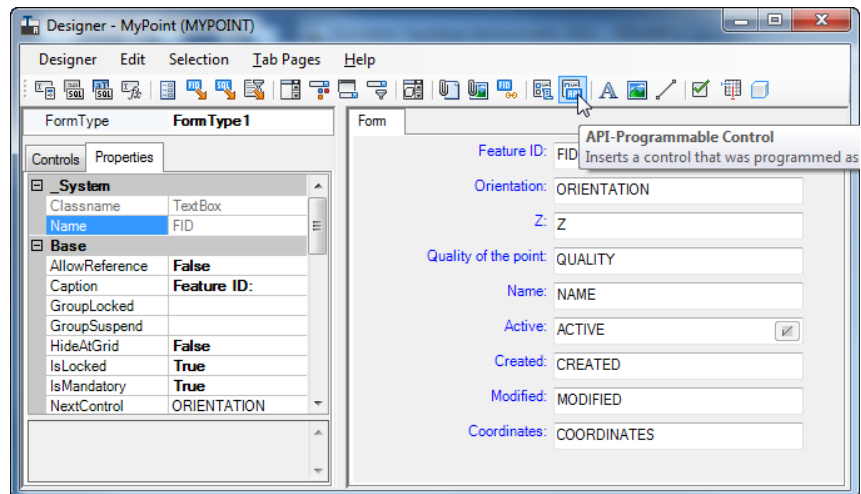 Designer - MyPoint (MYPOINT)
Designer Edit Selection Tab Pages Help
FormType FormType1
Controls Properties
_System
Classname TextBox
Name FID
Base
AllowReference False
Caption Feature ID:
GroupLocked
GroupSuspend
HideAtGrid False
IsLocked True
IsMandatory True
NextControl ORIENTATION
Form
API-Programmable Control
Inserts a control that was programmed as
Feature ID: FID
Orientation: ORIENTATION
Z: Z
Quality of the point: QUALITY
Name: NAME
Active: ACTIVE
Created: CREATED
Modified: MODIFIED
Coordinates: COORDINATES